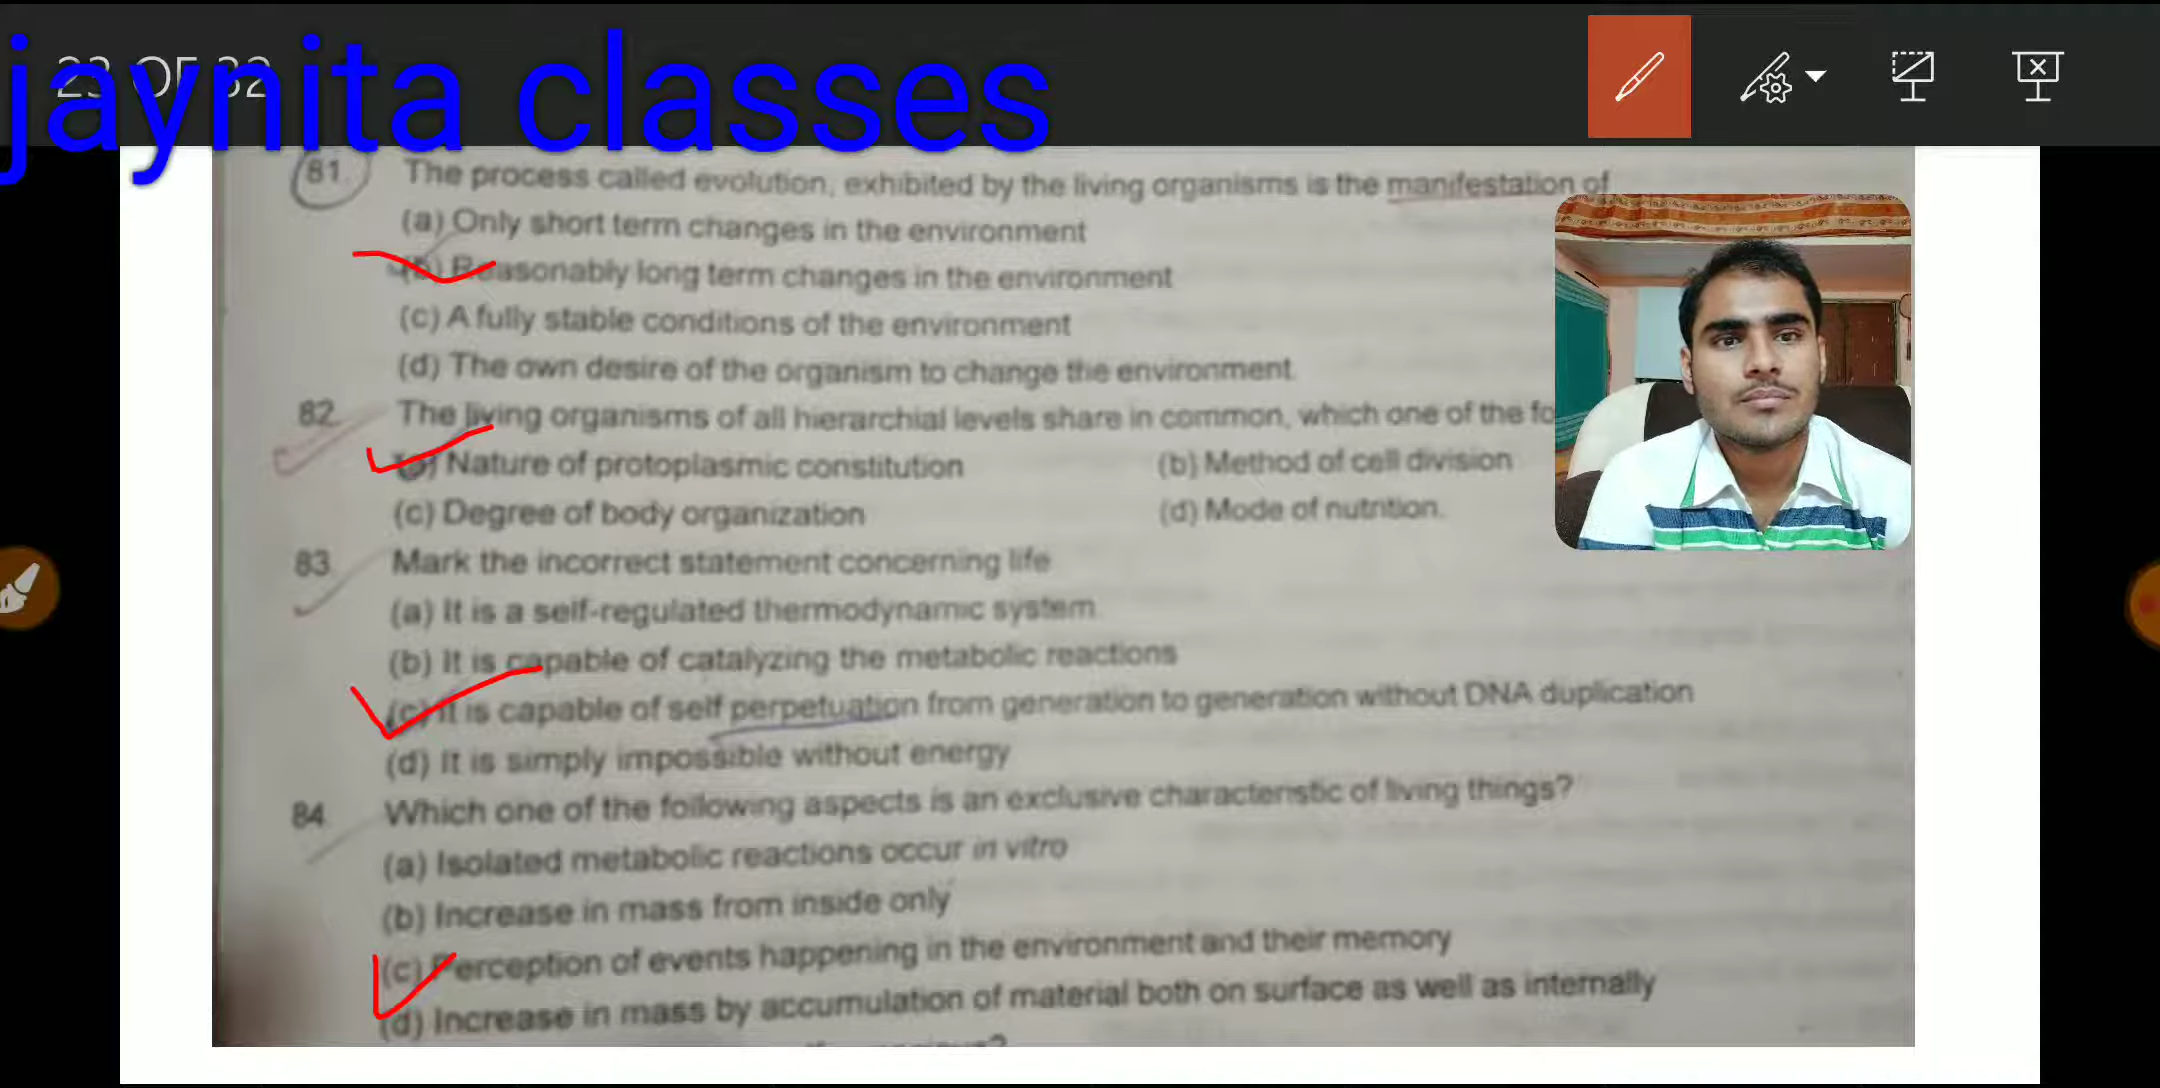 23 OF 32
jaynita classes
81. The process called evolution, exhibited by the living organisms is the manifestation of
(a) Only short term changes in the environment
(b) Reasonably long term changes in the environment
(c) A fully stable conditions of the environment
(d) The own desire of the organism to change the environment.
82. The living organisms of all hierarchial levels share in common, which one of the
(a) Nature of protoplasmic constitution (b) Method of cell division
(c) Degree of body organization (d) Mode of nutrition.
83. Mark the incorrect statement concerning life
(a) It is a self-regulated thermodynamic system
(b) It is capable of catalyzing the metabolic reactions
(c) It is capable of self perpetuation from generation to generation without DNA duplication
(d) It is simply impossible without energy
84. Which one of the following aspects is an exclusive characteristic of living things?
(a) Isolated metabolic reactions occur in vitro
(b) Increase in mass from inside only
(c) Perception of events happening in the environment and their memory
(d) Increase in mass by accumulation of material both on surface as well as internally